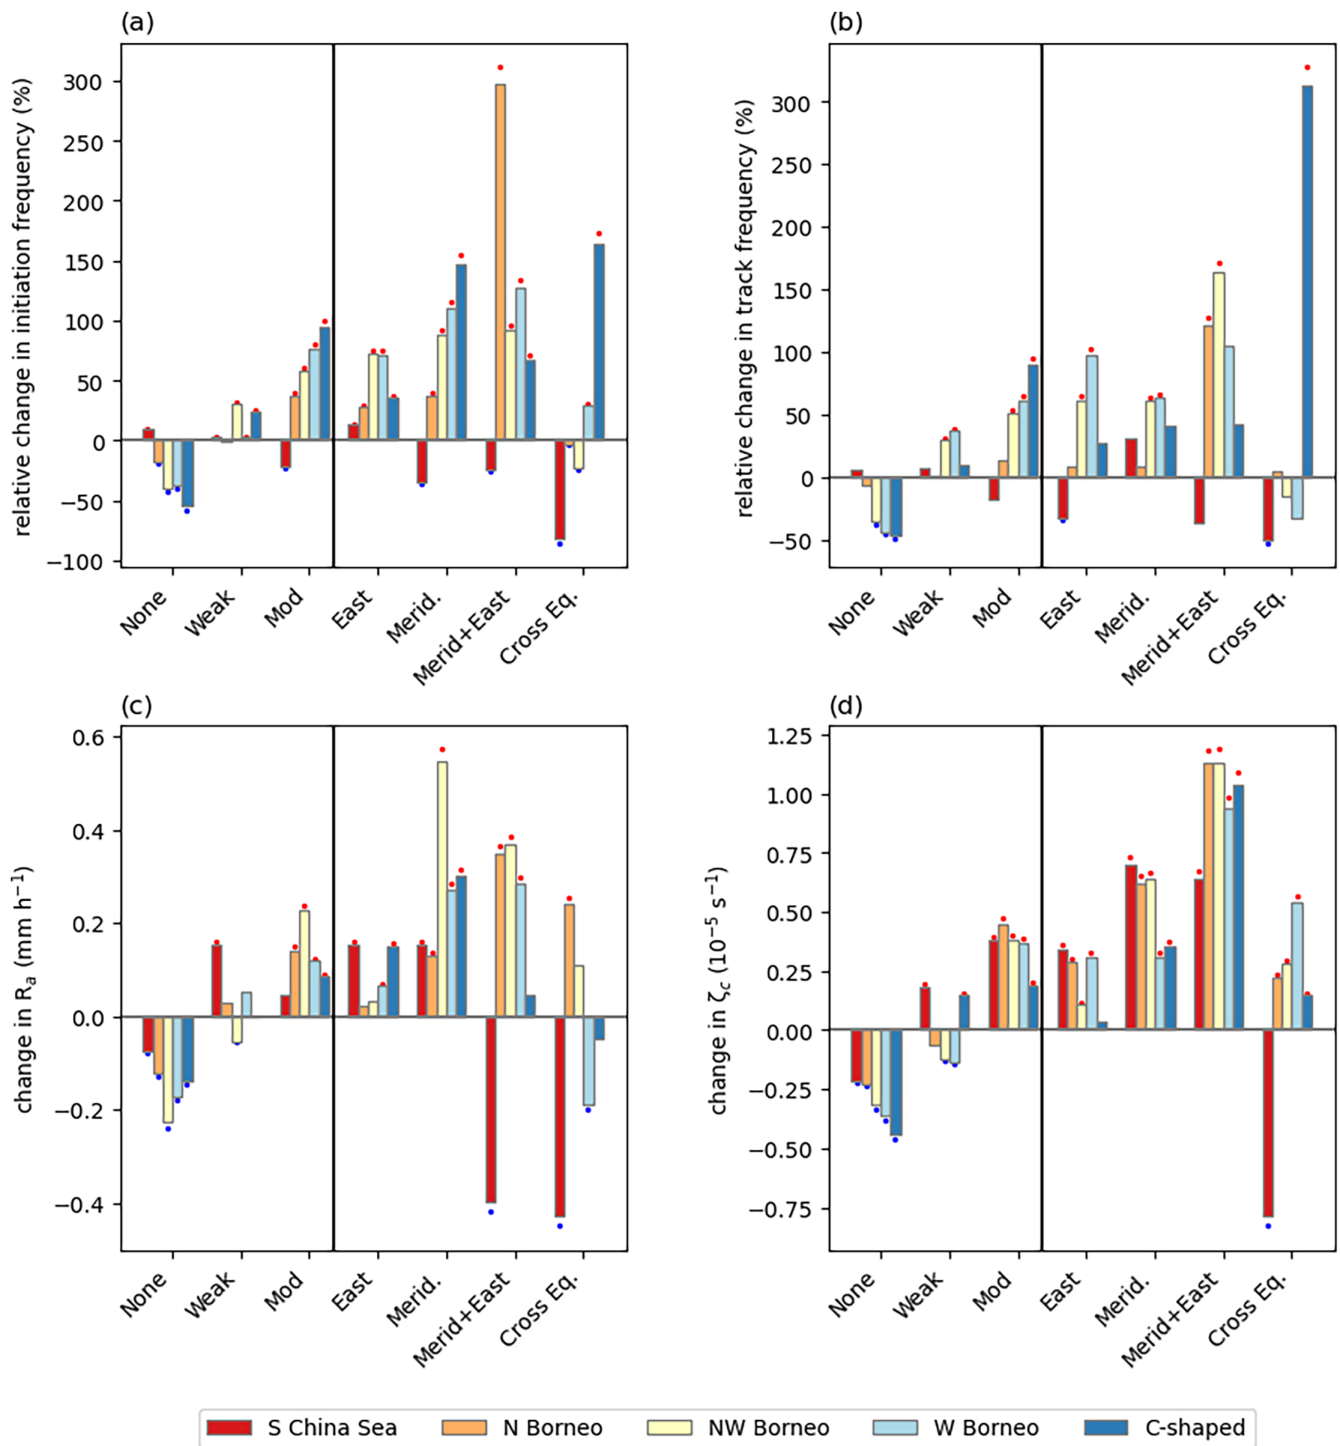 (a)
relative change in initiation frequency (%)
300
250
200
150
100
50
0
−50
−100
None
Weak
Mod
East
Merid.
Merid+East
Cross Eq.
(b)
relative change in track frequency (%)
300
250
200
150
100
50
0
−50
None
Weak
Mod
East
Merid.
Merid+East
Cross Eq.
(c)
change in Rₐ (mm h⁻¹)
0.6
0.4
0.2
0.0
−0.2
−0.4
None
Weak
Mod
East
Merid.
Merid+East
Cross Eq.
(d)
change in ζ_c (10⁻⁵ s⁻¹)
1.25
1.00
0.75
0.50
0.25
0.00
−0.25
−0.50
−0.75
None
Weak
Mod
East
Merid.
Merid+East
Cross Eq.
S China Sea N Borneo NW Borneo W Borneo C-shaped